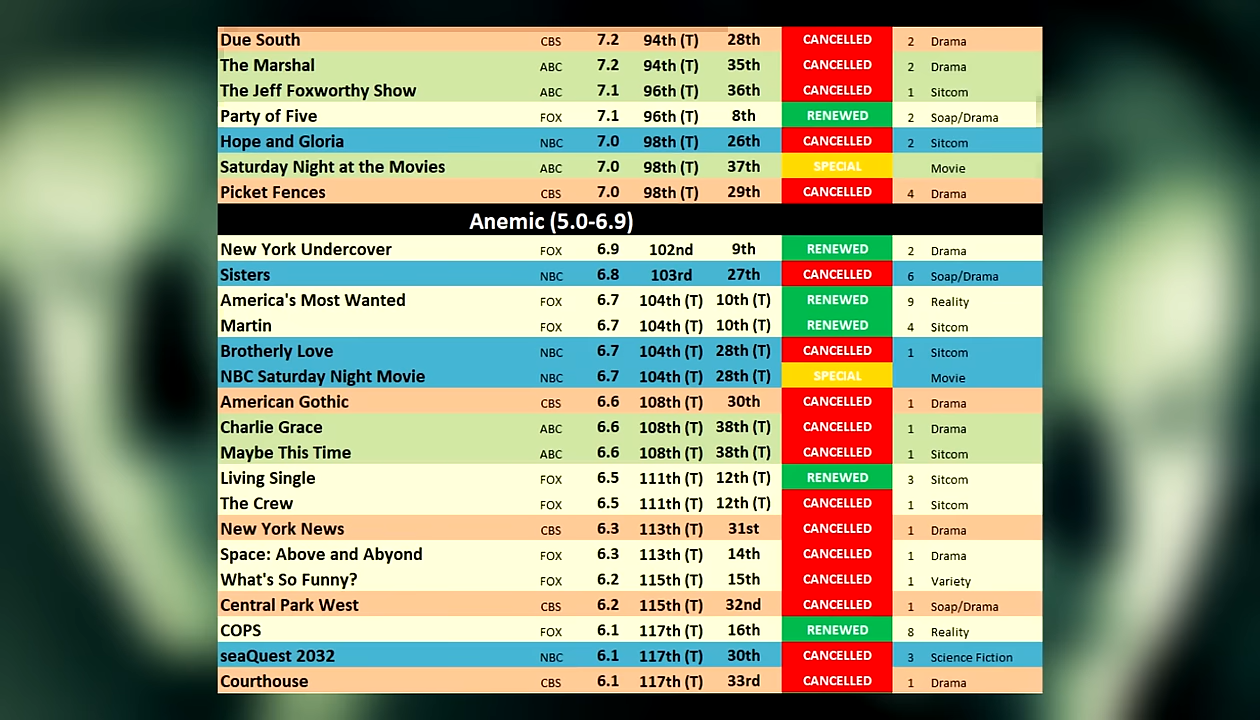 Due South CBS 7.2 94th (T) 28th CANCELLED 2 Drama
The Marshal ABC 7.2 94th (T) 35th CANCELLED 2 Drama
The Jeff Foxworthy Show ABC 7.1 96th (T) 36th CANCELLED 1 Sitcom
Party of Five FOX 7.1 96th (T) 8th RENEWED 2 Soap/Drama
Hope and Gloria NBC 7.0 98th (T) 26th CANCELLED 2 Sitcom
Saturday Night at the Movies ABC 7.0 98th (T) 37th SPECIAL Movie
Picket Fences CBS 7.0 98th (T) 29th CANCELLED 4 Drama
Anemic (5.0-6.9)
New York Undercover FOX 6.9 102nd 9th RENEWED 2 Drama
Sisters NBC 6.8 103rd 27th CANCELLED 6 Soap/Drama
America's Most Wanted FOX 6.7 104th (T) 10th (T) RENEWED 9 Reality
Martin FOX 6.7 104th (T) 10th (T) RENEWED 4 Sitcom
Brotherly Love NBC 6.7 104th (T) 28th (T) CANCELLED 1 Sitcom
NBC Saturday Night Movie NBC 6.7 104th (T) 28th (T) SPECIAL Movie
American Gothic CBS 6.6 108th (T) 30th CANCELLED 1 Drama
Charlie Grace ABC 6.6 108th (T) 38th (T) CANCELLED 1 Drama
Maybe This Time ABC 6.6 108th (T) 38th (T) CANCELLED 1 Sitcom
Living Single FOX 6.5 111th (T) 12th (T) RENEWED 3 Sitcom
The Crew FOX 6.5 111th (T) 12th (T) CANCELLED 1 Sitcom
New York News CBS 6.3 113th (T) 31st CANCELLED 1 Drama
Space: Above and Abyond FOX 6.3 113th (T) 14th CANCELLED 1 Drama
What's So Funny? FOX 6.2 115th (T) 15th CANCELLED 1 Variety
Central Park West CBS 6.2 115th (T) 32nd CANCELLED 1 Soap/Drama
COPS FOX 6.1 117th (T) 16th RENEWED 8 Reality
seaQuest 2032 NBC 6.1 117th (T) 30th CANCELLED 3 Science Fiction
Courthouse CBS 6.1 117th (T) 33rd CANCELLED 1 Drama